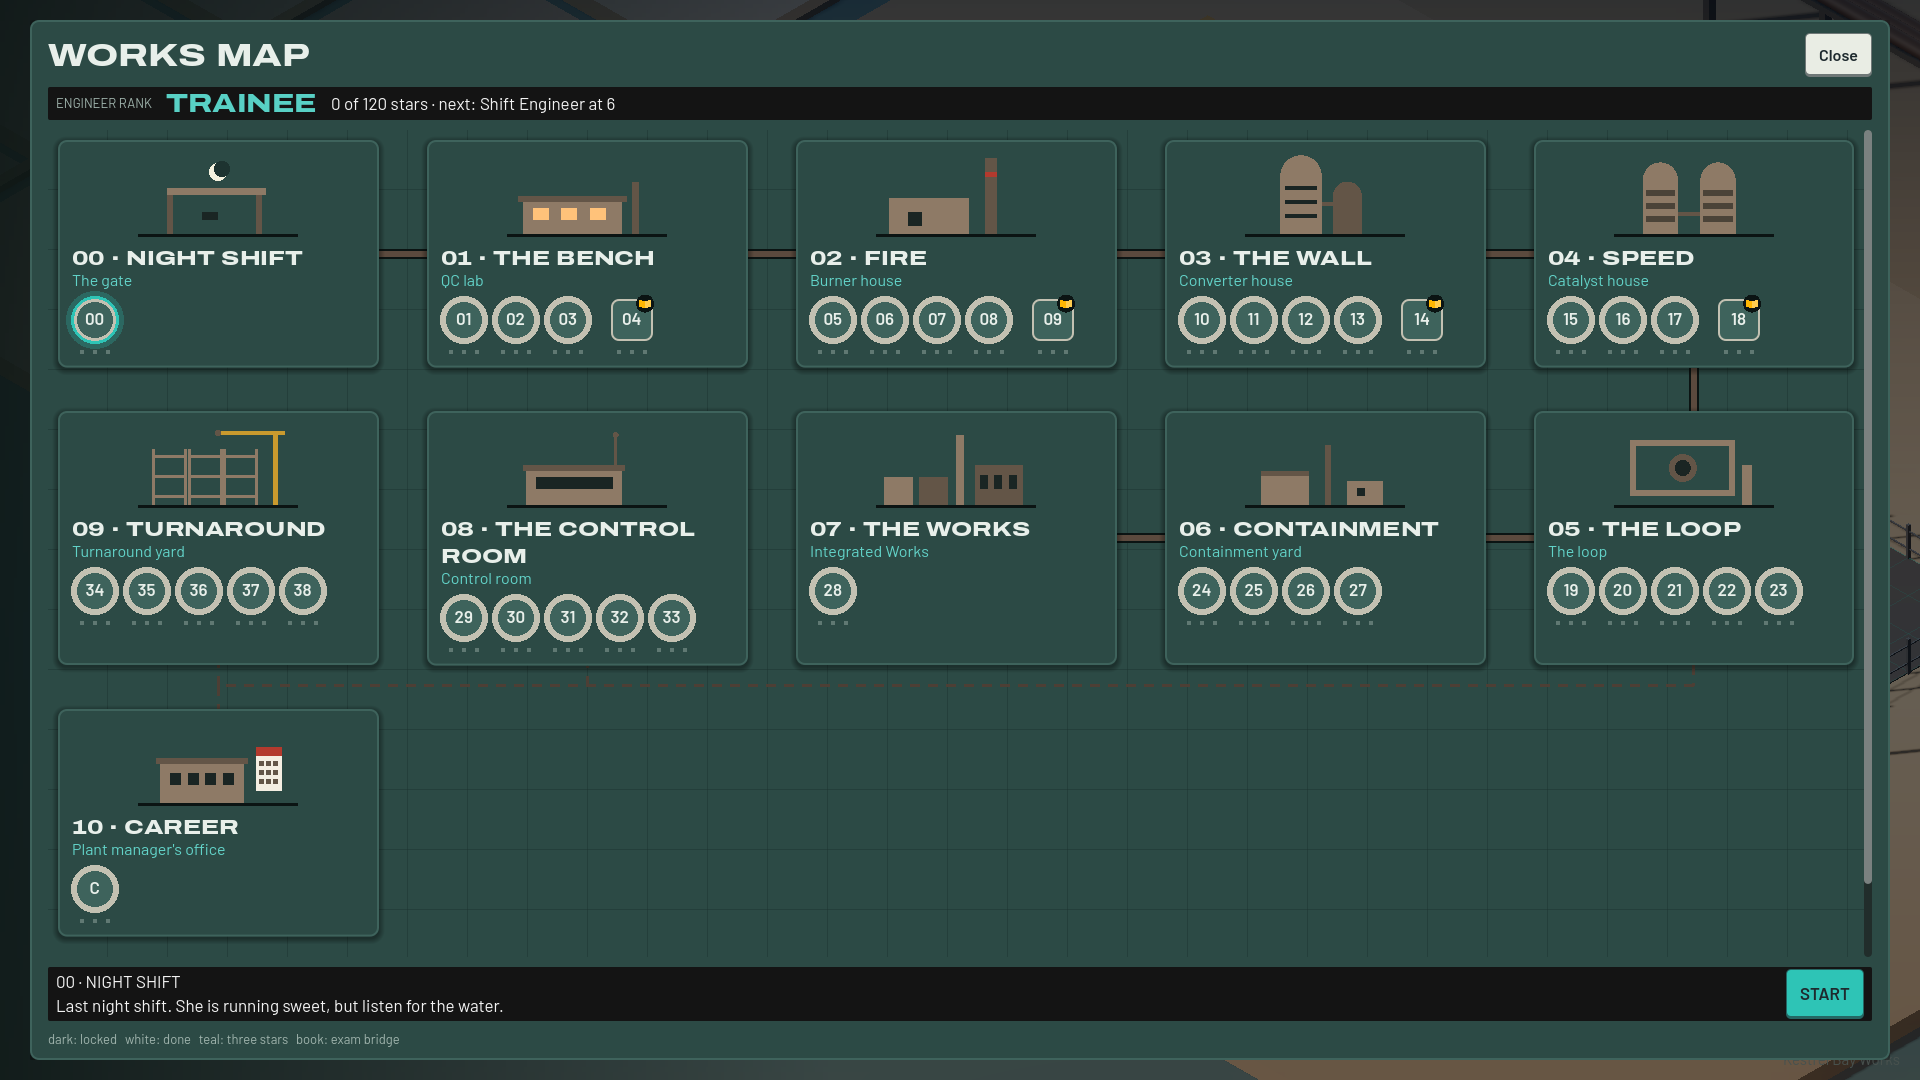 WORKS MAP
Close
ENGINEER RANK TRAINEE 0 of 120 stars · next: Shift Engineer at 6
00 · NIGHT SHIFT
The gate
00
01 · THE BENCH
QC lab
01 02 03 04
02 · FIRE
Burner house
05 06 07 08 09
03 · THE WALL
Converter house
10 11 12 13 14
04 · SPEED
Catalyst house
15 16 17 18
09 · TURNAROUND
Turnaround yard
34 35 36 37 38
08 · THE CONTROL
ROOM
Control room
29 30 31 32 33
07 · THE WORKS
Integrated Works
28
06 · CONTAINMENT
Containment yard
24 25 26 27
05 · THE LOOP
The loop
19 20 21 22 23
10 · CAREER
Plant manager's office
C
00 · NIGHT SHIFT
Last night shift. She is running sweet, but listen for the water.
START
dark: locked white: done teal: three stars book: exam bridge